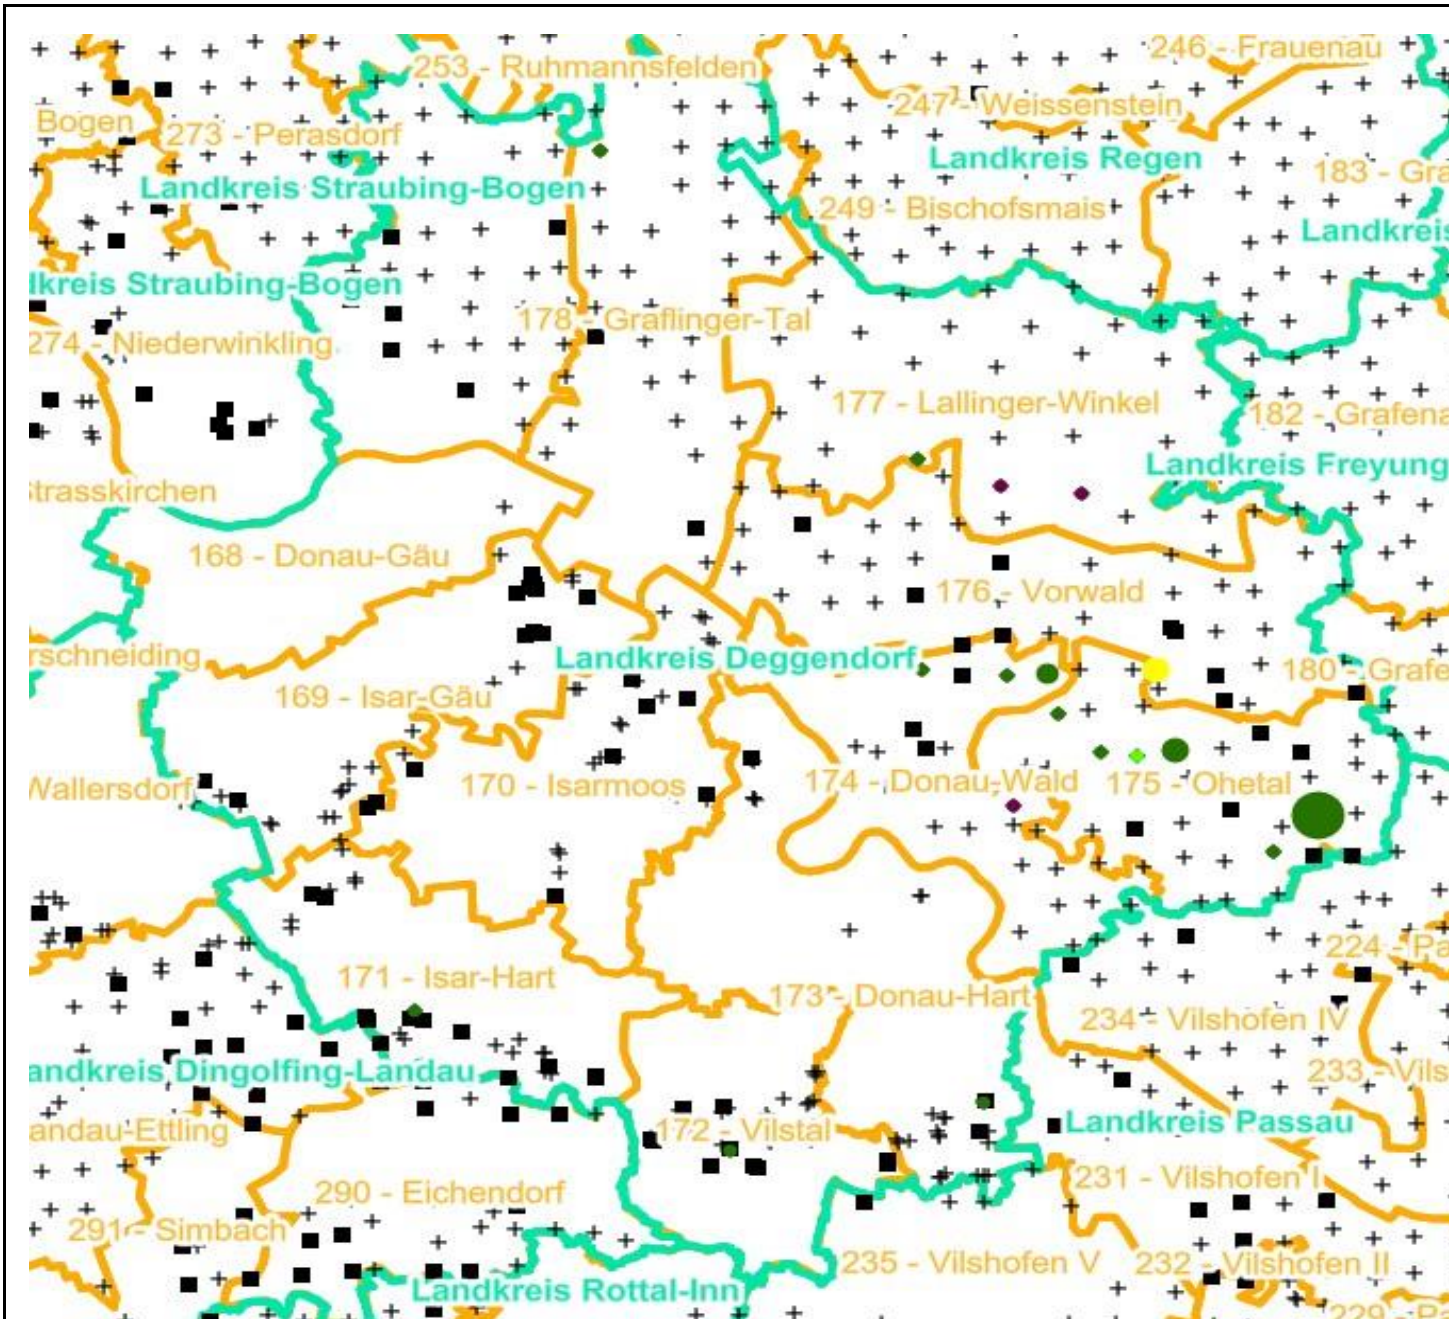 246 - Frauenau
253 - Ruhmannsfelden
247 - Weissenstein
Bogen
273 - Perasdorf
Landkreis Regen
183 - Gra
Landkreis Straubing-Bogen
249 - Bischofsmais
Landkreis
dkreis Straubing-Bogen
178 - Graflinger-Tal
274 - Niederwinkling
177 - Lallinger-Winkel
182 - Grafena
Landkreis Freyung
Strasskirchen
168 - Donau-Gäu
176 - Vorwald
rschneiding
Landkreis Deggendorf
180 - Grafe
169 - Isar-Gäu
Wallersdorf
170 - Isarmoos
174 - Donau-Wald
175 - Ohetal
224 - Pa
171 - Isar-Hart
173 - Donau-Hart
234 - Vilshofen IV
andkreis Dingolfing-Landau
233 - Vils
andau-Ettling
172 - Vilstal
Landkreis Passau
231 - Vilshofen I
290 - Eichendorf
291 - Simbach
235 - Vilshofen V
232 - Vilshofen II
Landkreis Rottal-Inn
229 - Pa